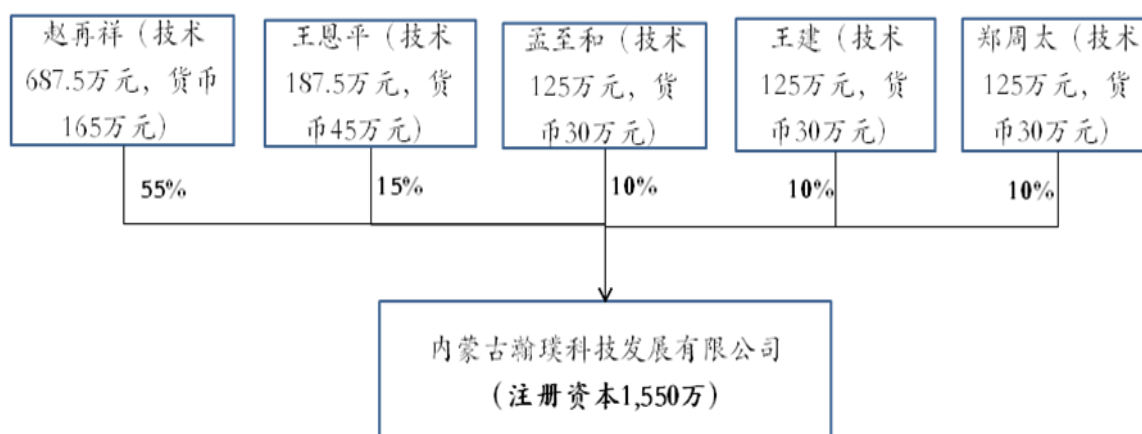 赵再祥（技术
687.5万元，货币
165万元）
王恩平（技术
187.5万元，货
币45万元）
孟至和（技术
125万元，货
币30万元）
王建（技术
125万元，货
币30万元）
郑周太（技术
125万元，货
币30万元）
55%
15%
10%
10%
10%
内蒙古瀚璞科技发展有限公司
（注册资本1,550万）